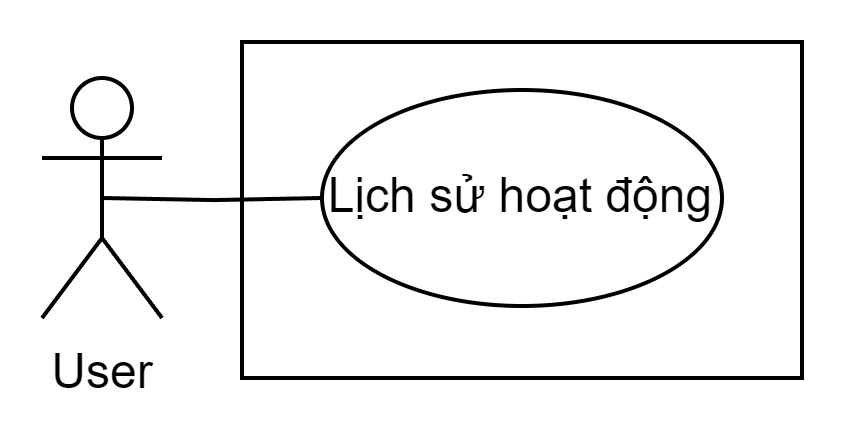 Lịch sử hoạt động
User